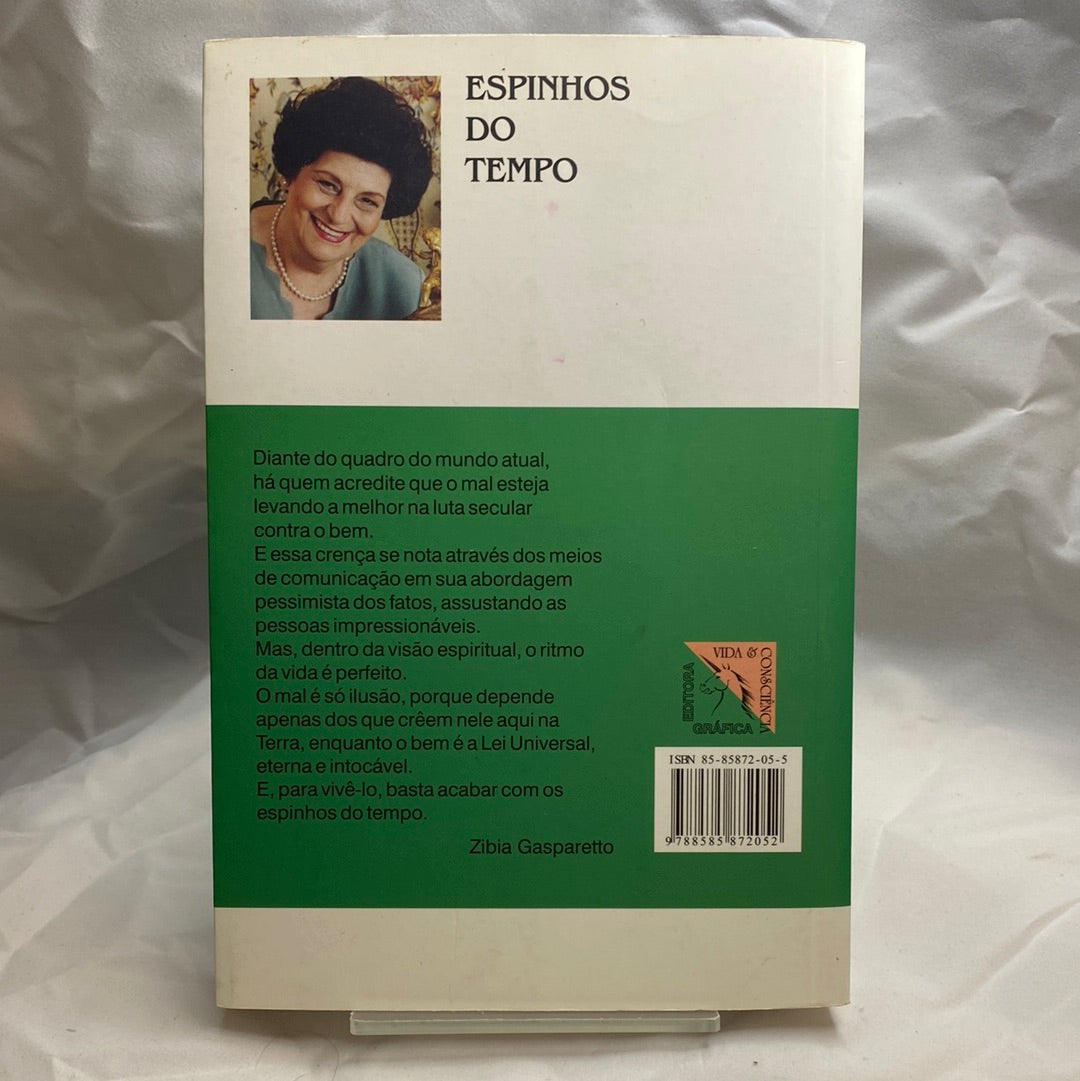 ESPINHOS
DO
TEMPO
Diante do quadro do mundo atual,
há quem acredite que o mal esteja
levando a melhor na luta secular
contra o bem.
E essa crença se nota através dos meios
de comunicação em sua abordagem
pessimista dos fatos, assustando as
pessoas impressionáveis.
Mas, dentro da visão espiritual, o ritmo
da vida é perfeito.
O mal é só ilusão, porque depende
apenas dos que crêem nele aqui na
Terra, enquanto o bem é a Lei Universal,
eterna e intocável.
E, para vivê-lo, basta acabar com os
espinhos do tempo.
Zibia Gasparetto
VIDA &
CONSCIÊNCIA
EDITORA
GRÁFICA
ISBN 85-85872-05-5
9 788585 872052